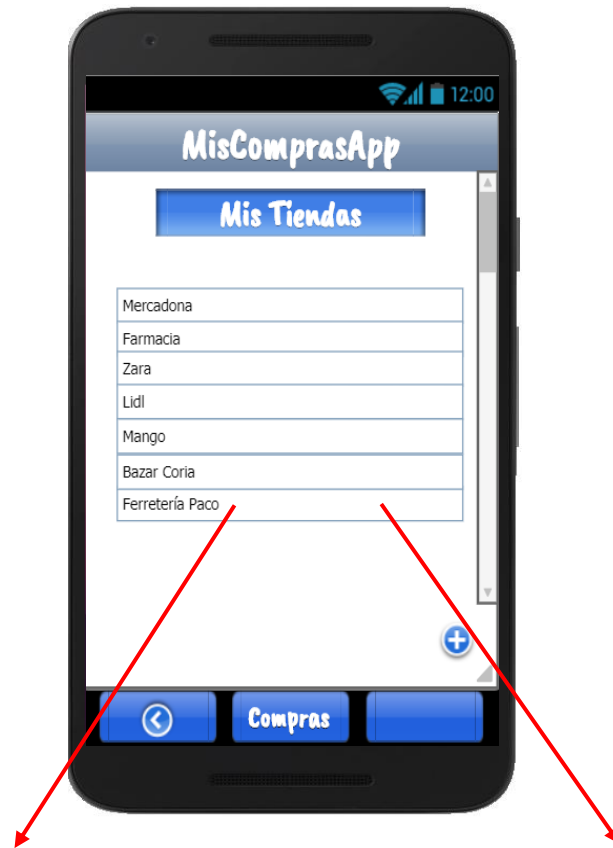 12:00
MisComprasApp
Mis Tiendas
Mercadona
Farmacia
Zara
Lidl
Mango
Bazar Coria
Ferretería Paco
Compras